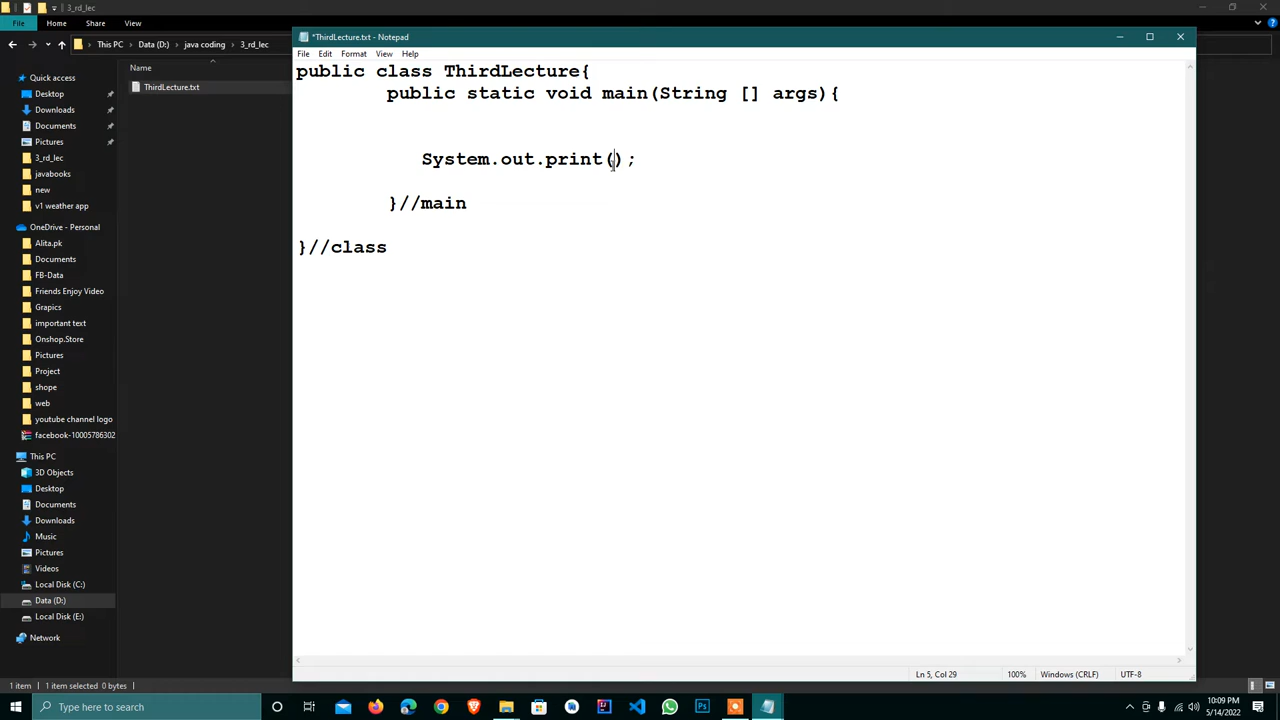 3_rd_lec
File Home Share View
This PC Data (D:) java coding 3_rd_lec
Quick access
Desktop
Downloads
Documents
Pictures
3_rd_lec
javabooks
new
v1 weather app
OneDrive - Personal
Alita.pk
Documents
FB-Data
Friends Enjoy Video
Grapics
important text
Onshop.Store
Pictures
Project
shope
web
youtube channel logo
facebook-10005786302
This PC
3D Objects
Desktop
Documents
Downloads
Music
Pictures
Videos
Local Disk (C:)
Data (D:)
Local Disk (E:)
Network
1 item 1 item selected 0 bytes
Name
ThirdLecture.txt
*ThirdLecture.txt - Notepad
File Edit Format View Help
public class ThirdLecture{
public static void main(String [] args){
System.out.print();
}//main
}//class
Ln 5, Col 29 100% Windows (CRLF) UTF-8
Type here to search
10:09 PM
5/14/2022